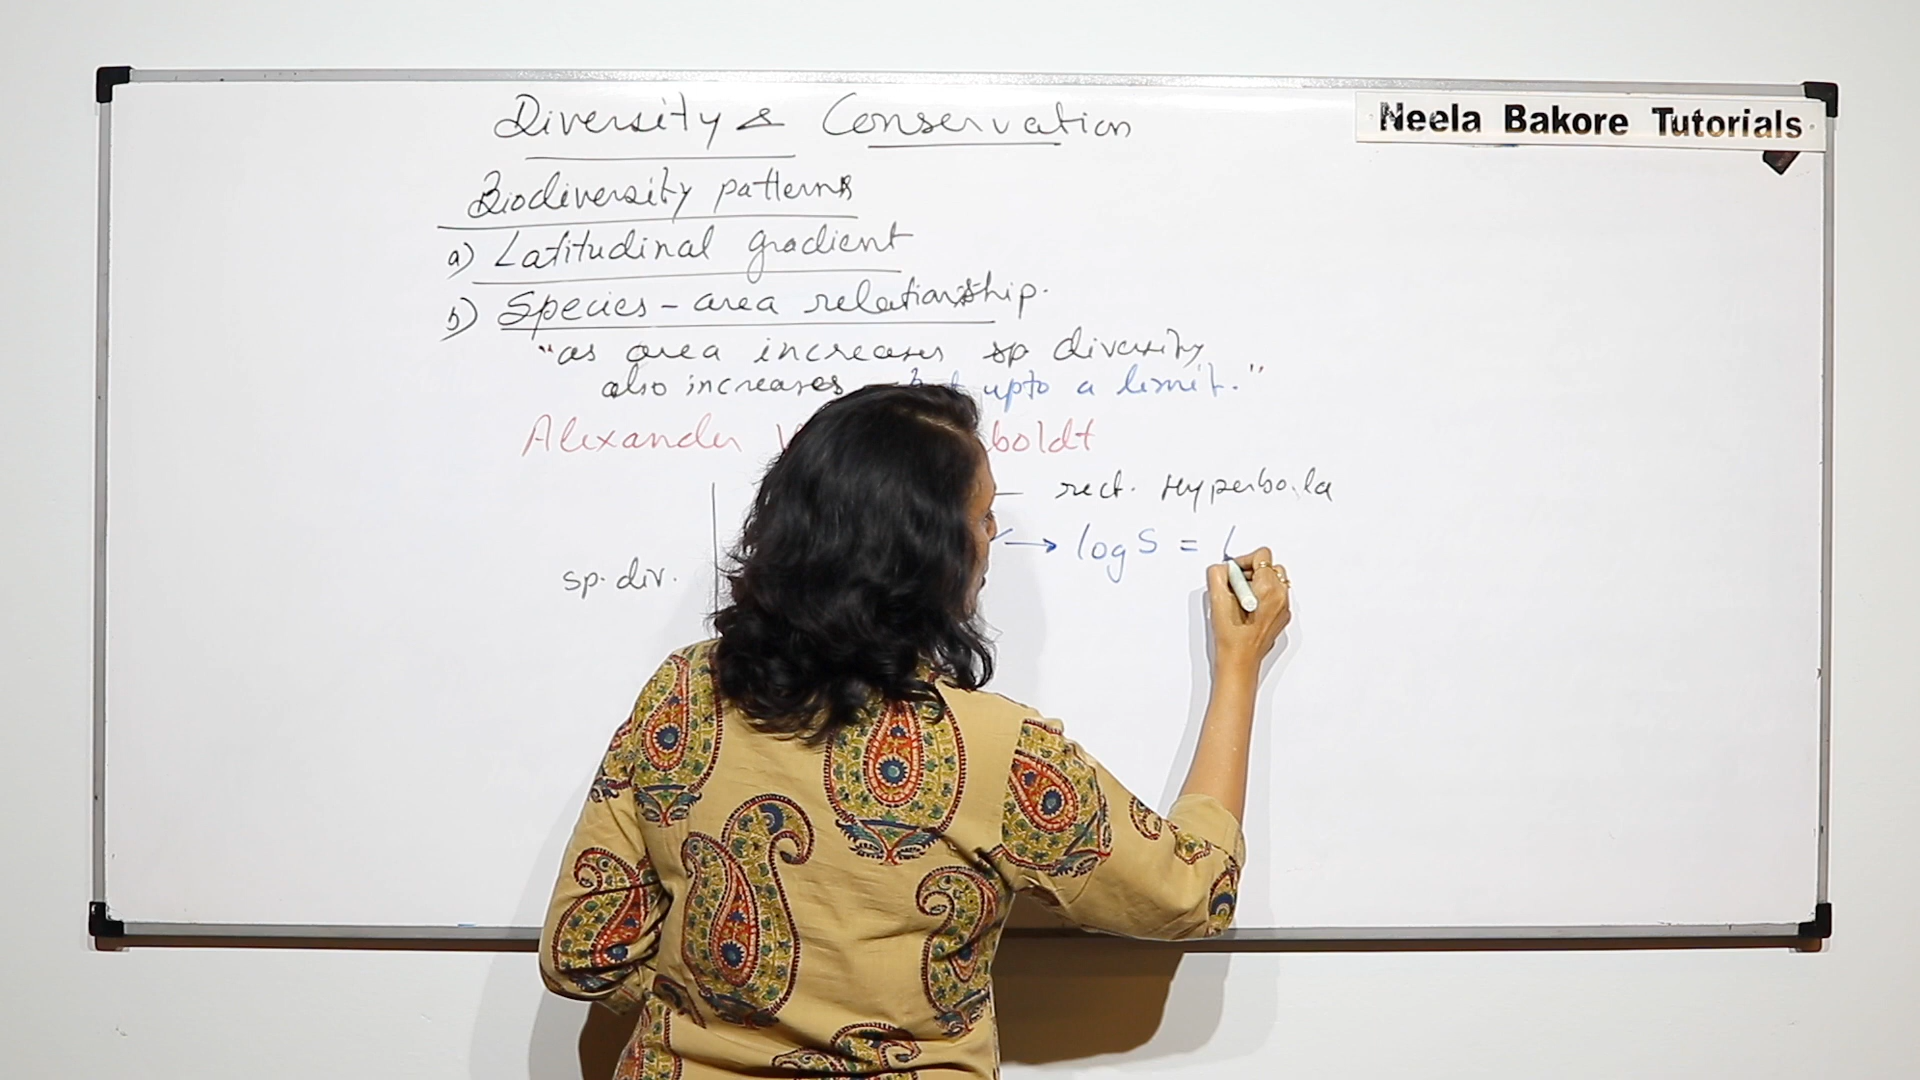 Diversity & Conservation
Neela Bakore Tutorials
Biodiversity patterns
a) Latitudinal gradient
b) Species - area relationship.
"as area increases sp diversity
also increases upto a limit."
Alexander boldt
rect. Hyperbola
→ log S =
sp. div.